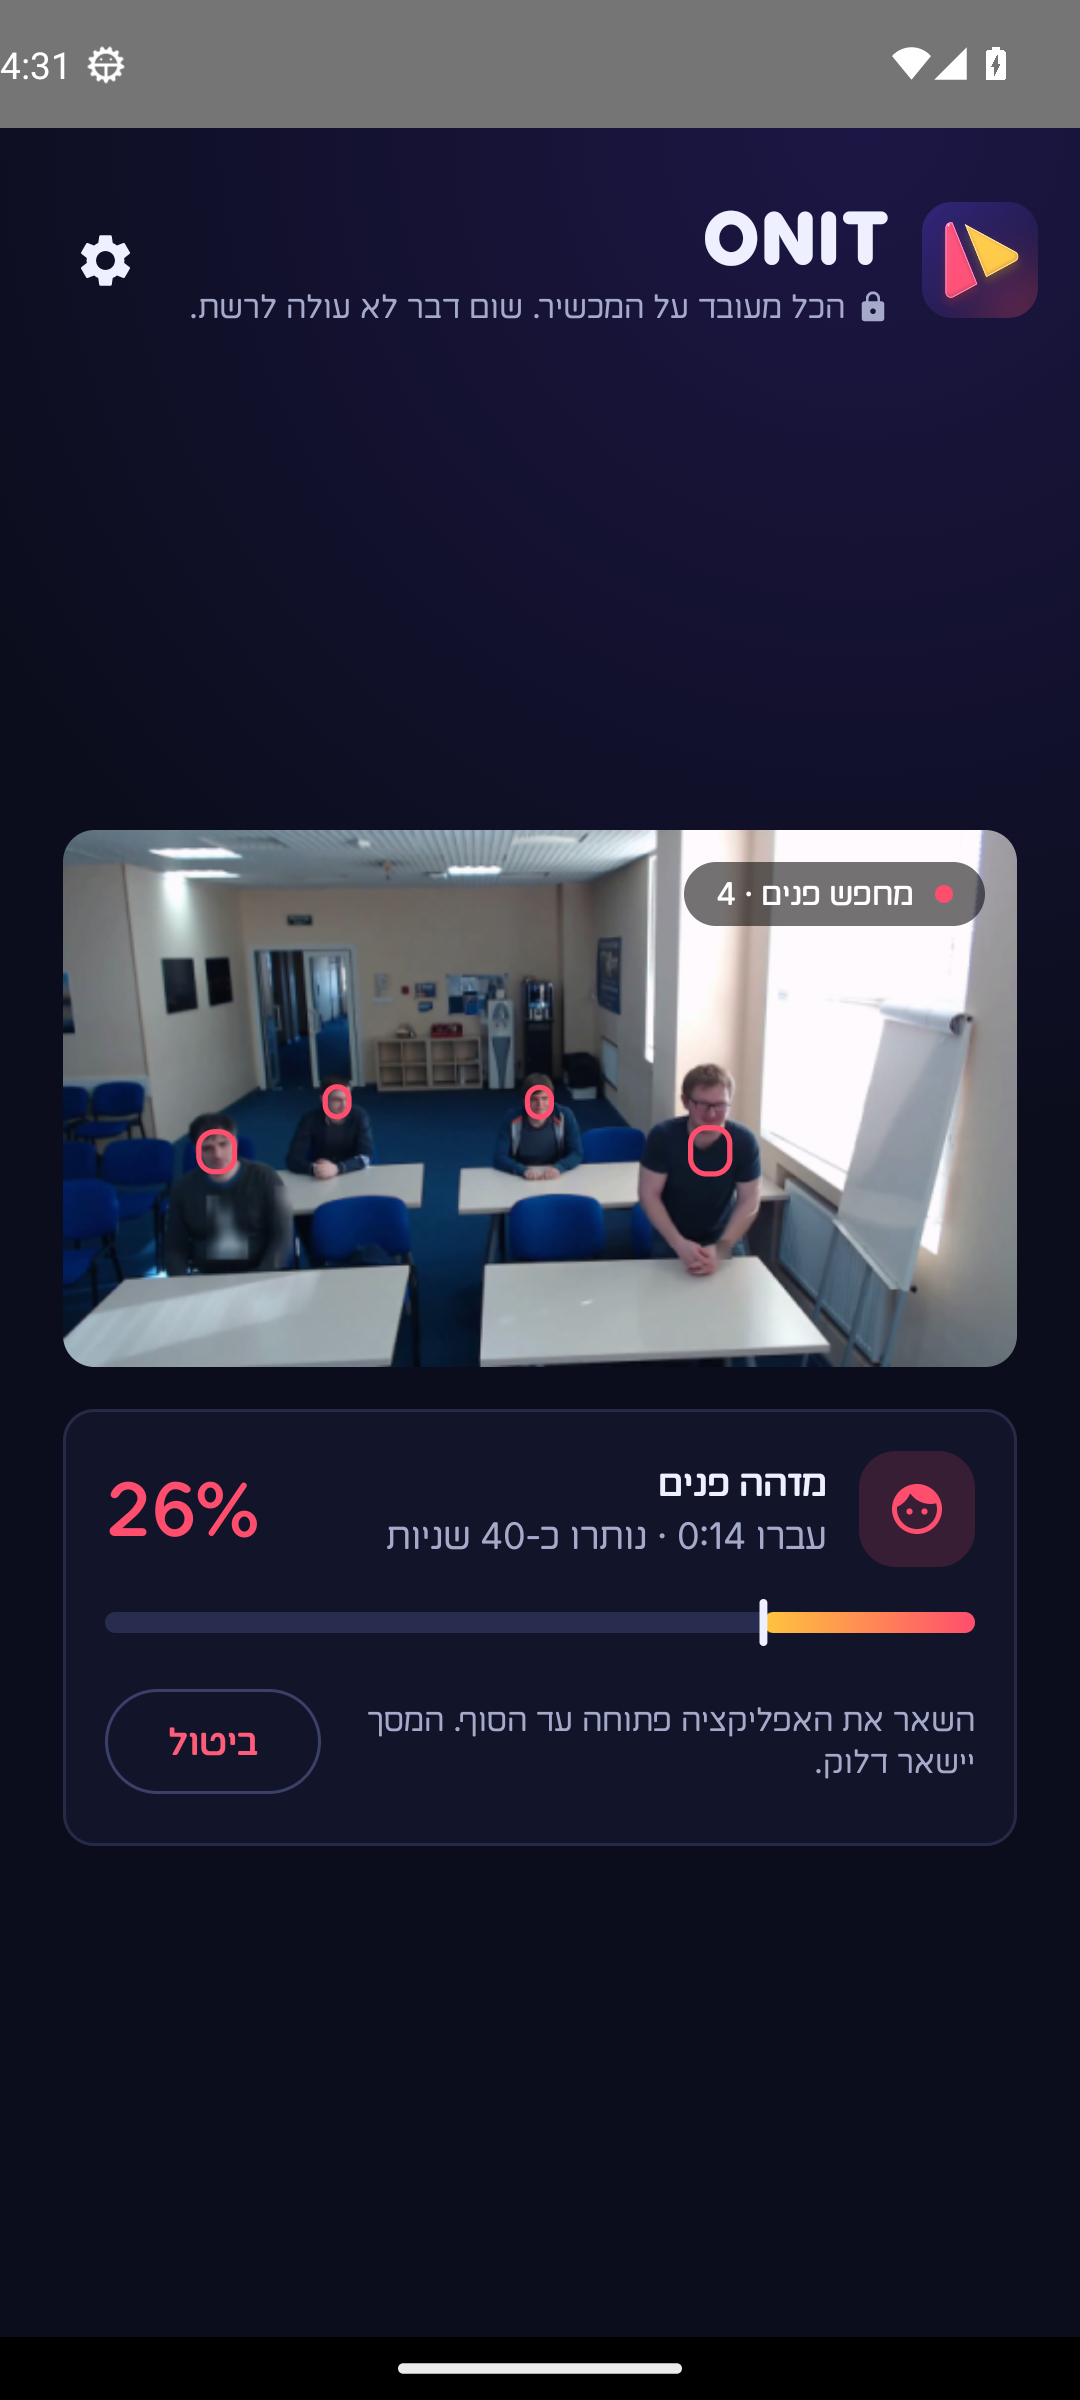 4:31
ONIT
הכל מעובד על המכשיר. שום דבר לא עולה לרשת.
מחפש פנים · 4
מזהה פנים
עברו 0:14 · נותרו כ-40 שניות
26%
השאר את האפליקציה פתוחה עד הסוף. המסך
יישאר דלוק.
ביטול